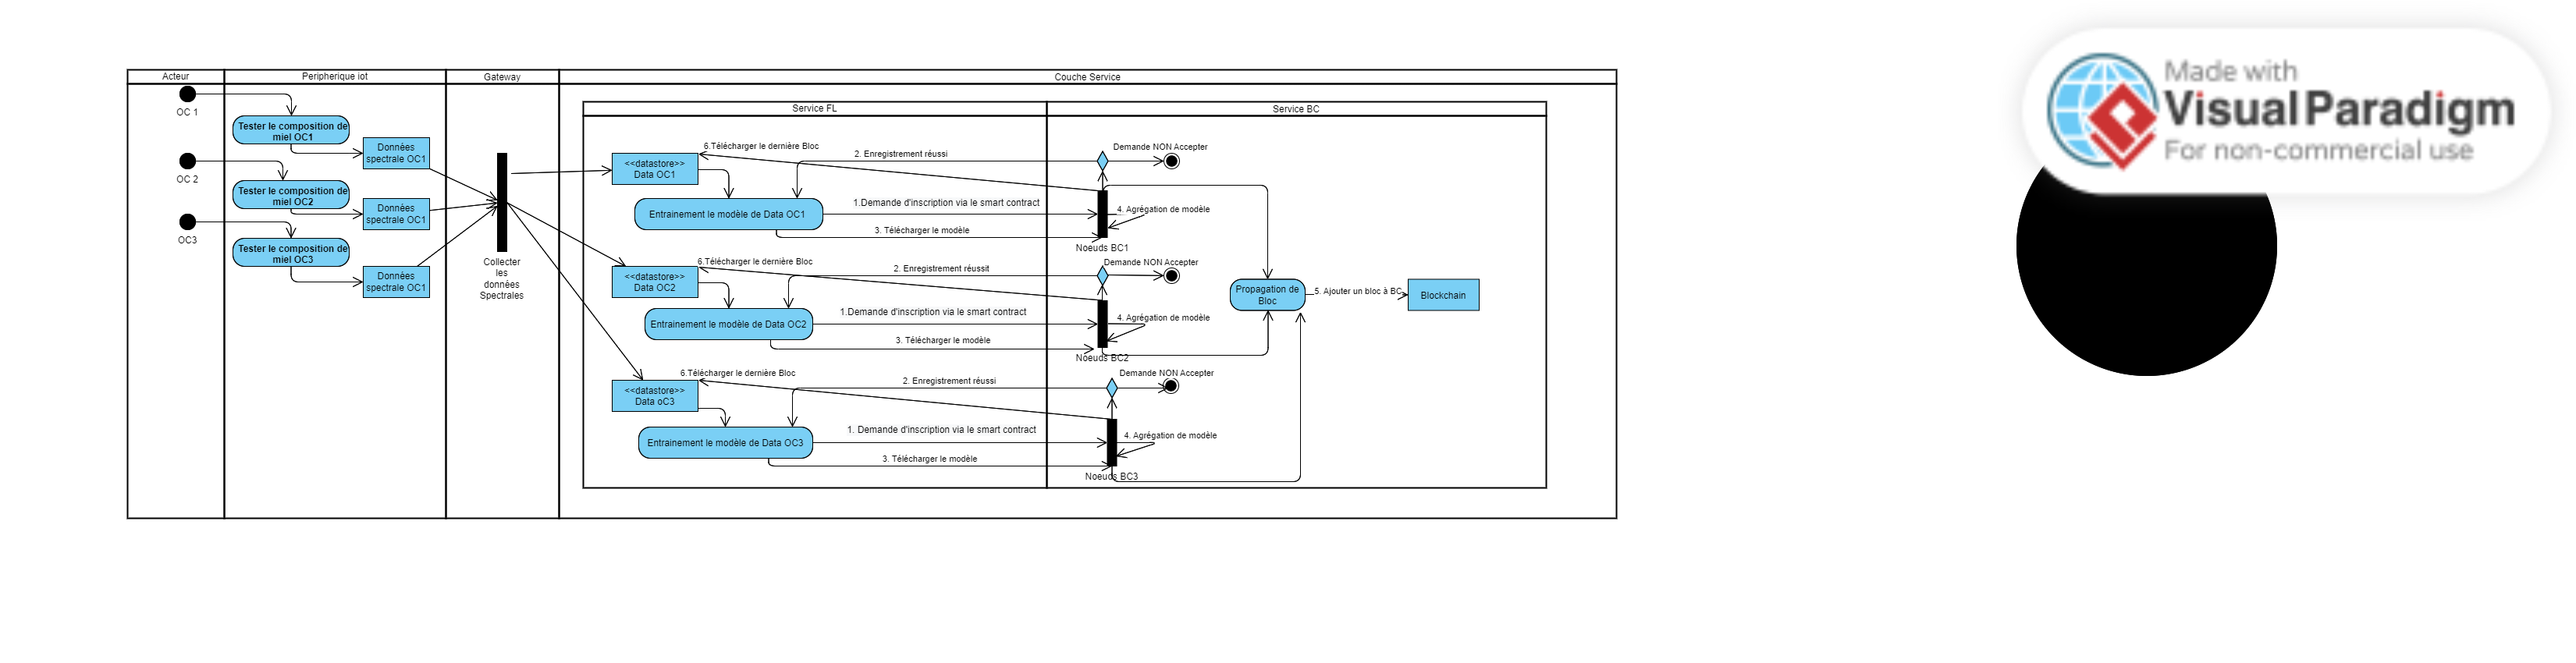 Acteur
Peripherique iot
Gateway
Couche Service
Service FL
Service BC
OC 1
Tester le composition de
miel OC1
Données
spectrale OC1
OC 2
Tester le composition de
miel OC2
Données
spectrale OC1
OC3
Tester le composition de
miel OC3
Données
spectrale OC1
Collecter
les
données
Spectrales
6.Télécharger le dernière Bloc
2. Enregistrement réussi
Demande NON Accepter
<<datastore>>
Data OC1
Entrainement le modèle de Data OC1
1.Demande d'inscription via le smart contract
4. Agrégation de modèle
3. Télécharger le modèle
Noeuds BC1
6.Télécharger le dernière Bloc
2. Enregistrement réussit
Demande NON Accepter
<<datastore>>
Data OC2
Entrainement le modèle de Data OC2
1.Demande d'inscription via le smart contract
4. Agrégation de modèle
3. Télécharger le modèle
Noeuds BC2
Propagation de
Bloc
5. Ajouter un bloc à BC
Blockchain
6.Télécharger le dernière Bloc
2. Enregistrement réussi
Demande NON Accepter
<<datastore>>
Data oC3
Entrainement le modèle de Data OC3
1. Demande d'inscription via le smart contract
4. Agrégation de modèle
3. Télécharger le modèle
Noeuds BC3
Made with
Visual Paradigm
For non-commercial use